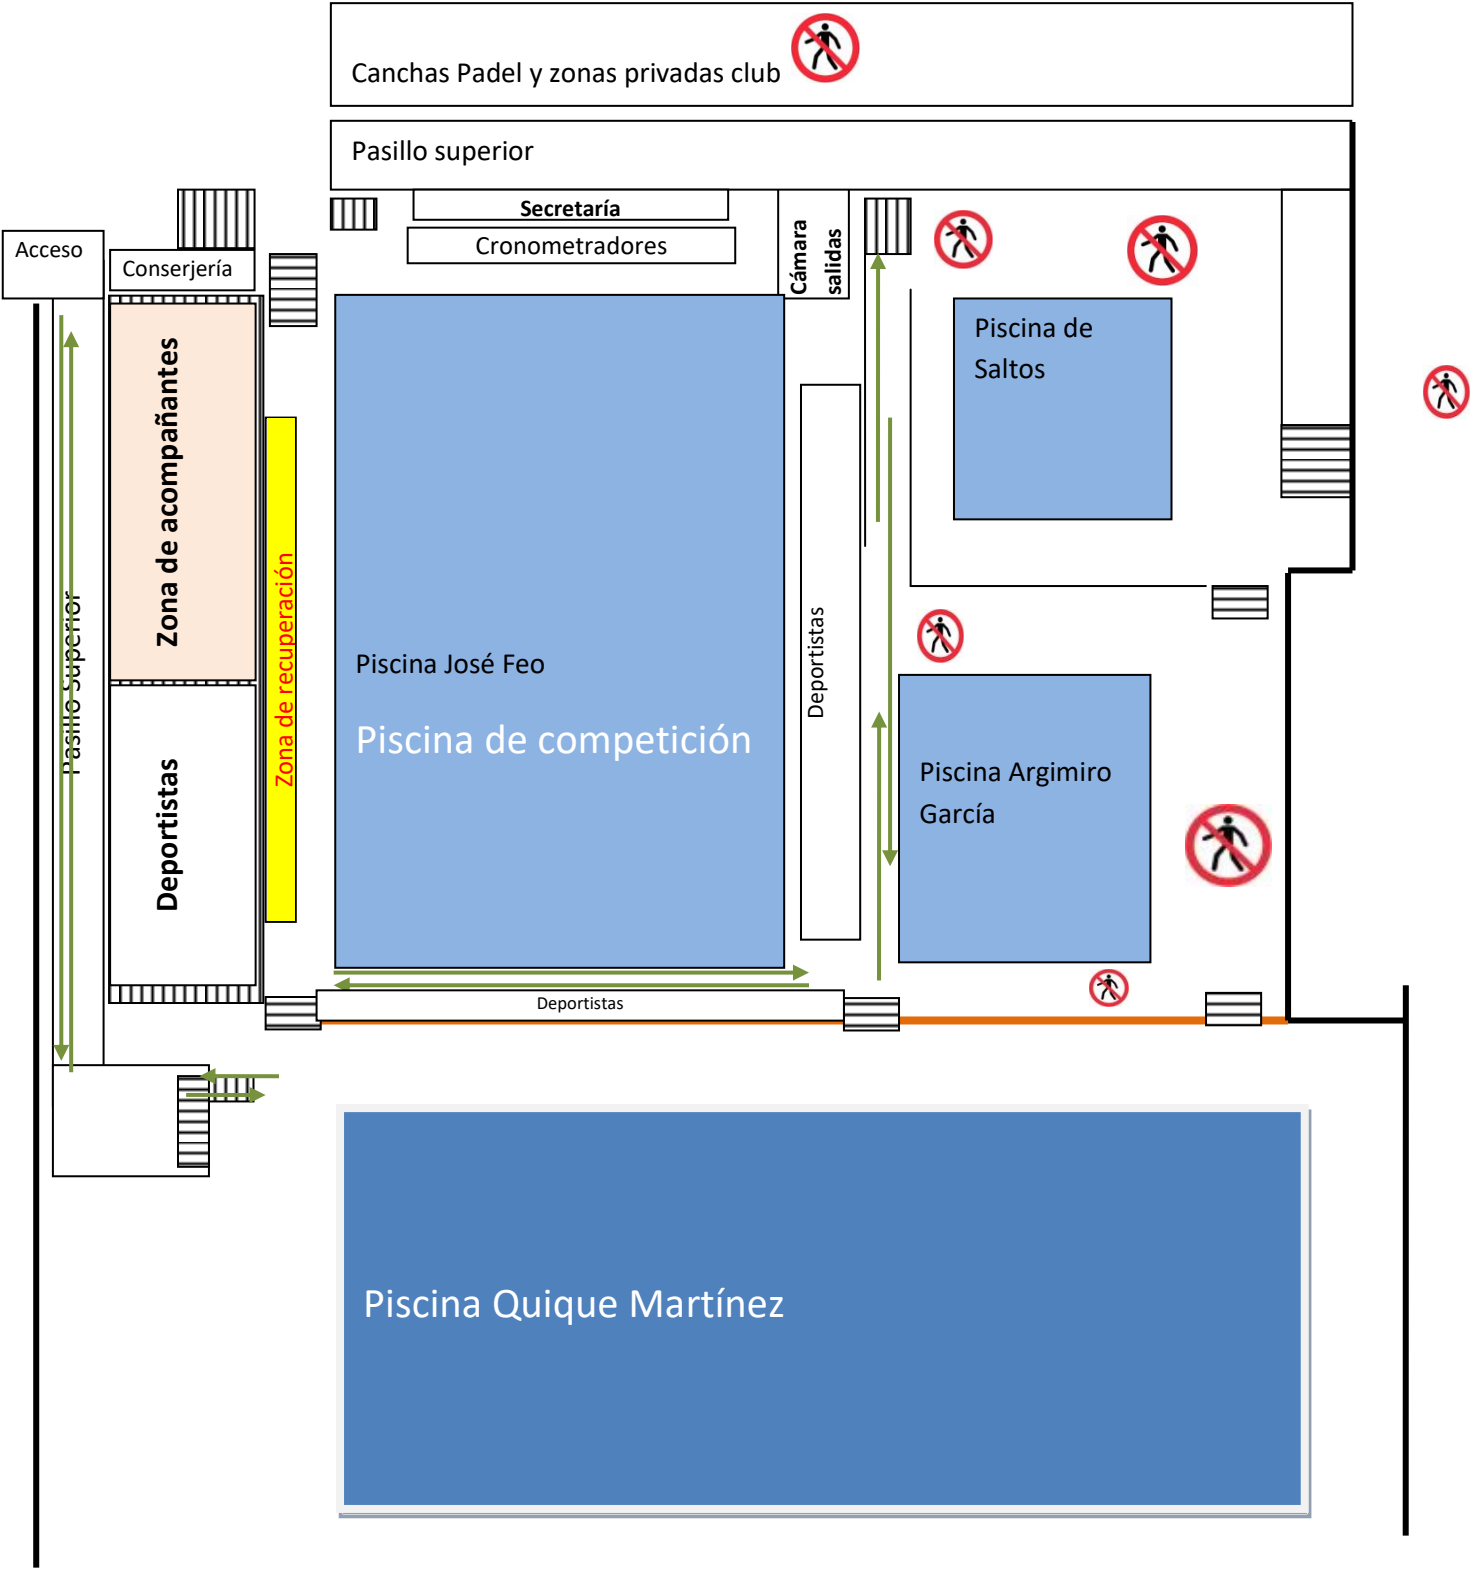 Canchas Padel y zonas privadas club
Pasillo superior
Secretaría
Cronometradores
Cámara
salidas
Acceso
Conserjería
Zona de acompañantes
Piscina de
Saltos
Pasillo Superior
Zona de recuperación
Deportistas
Piscina José Feo
Piscina de competición
Deportistas
Piscina Argimiro
García
Deportistas
Piscina Quique Martínez